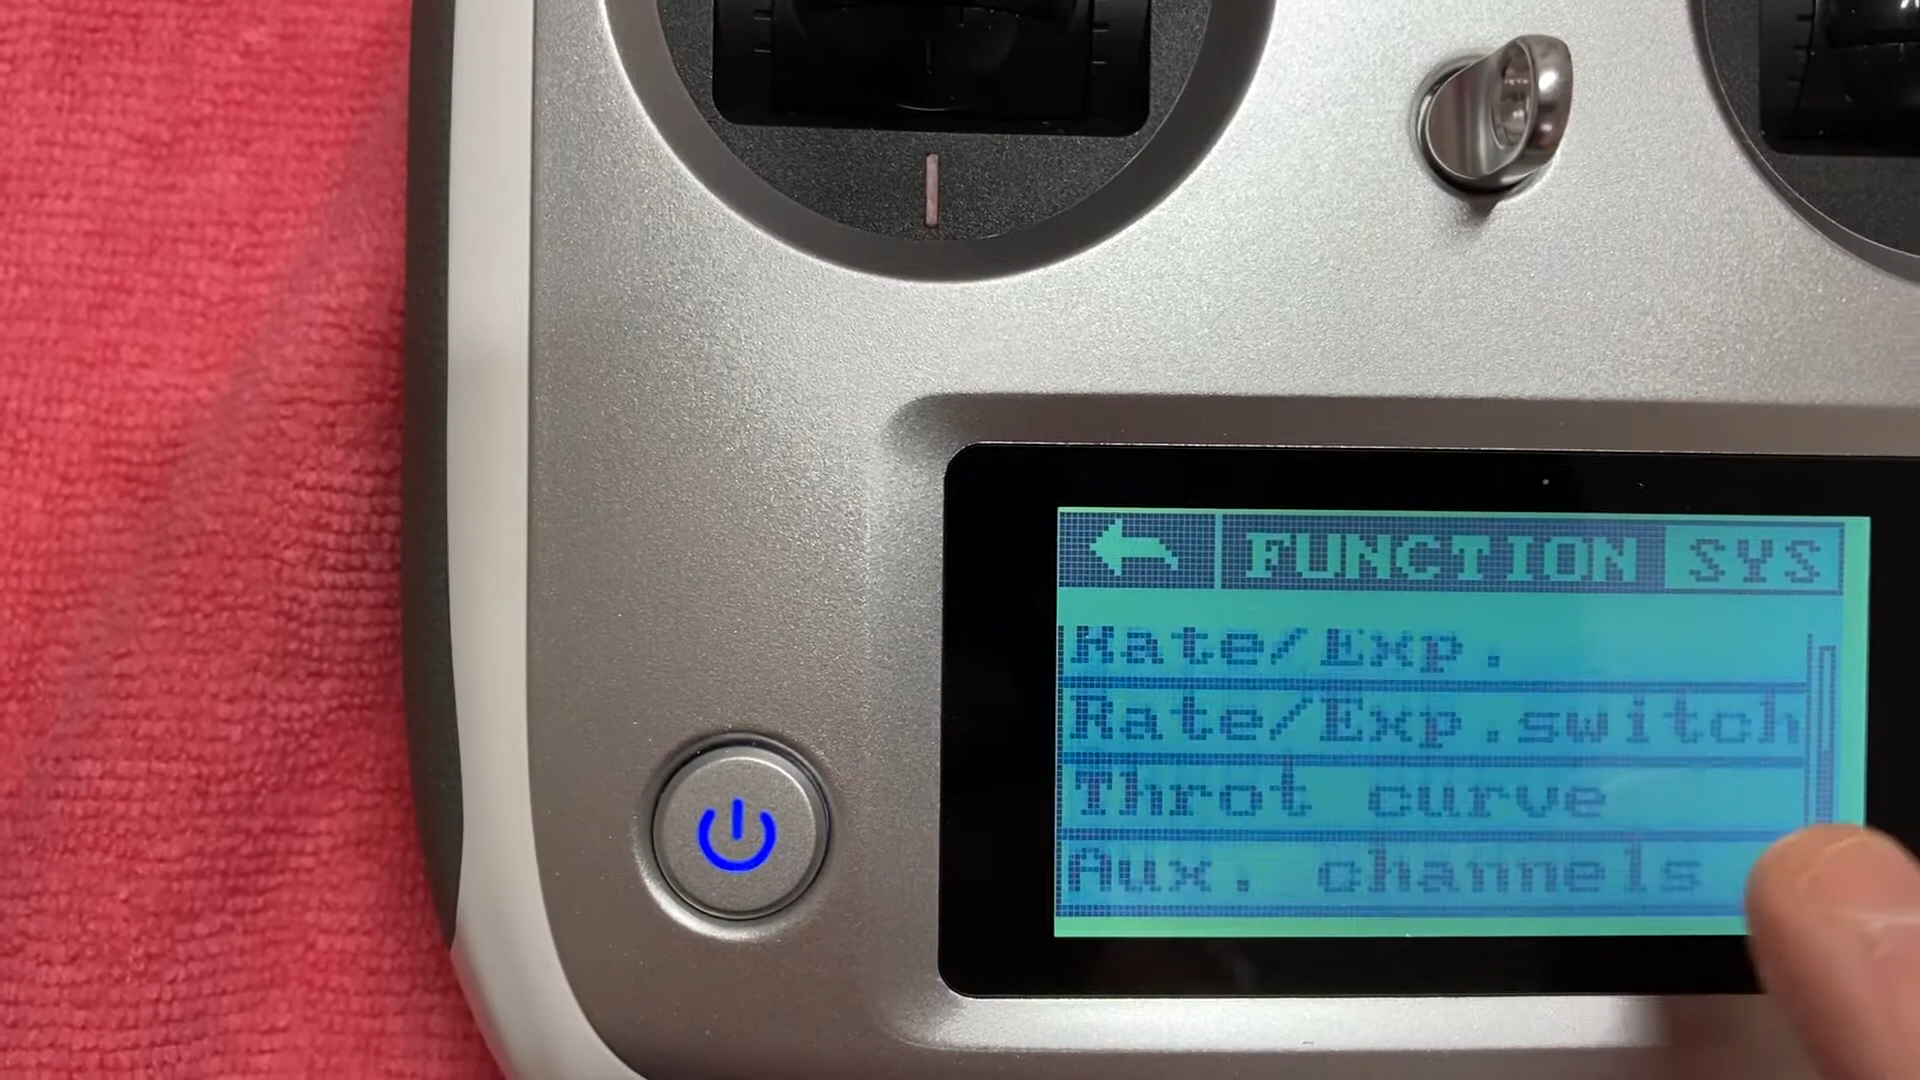 FUNCTION SYS
Rate/Exp.
Rate/Exp.switch
Throt curve
Aux. channels